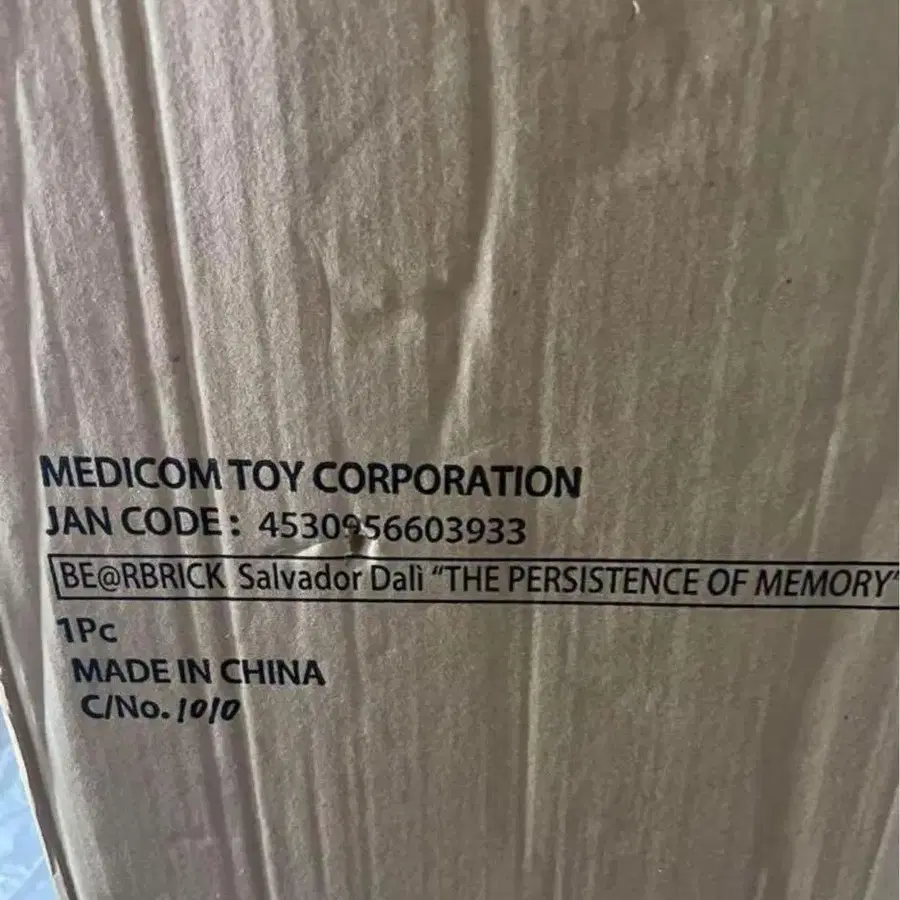 MEDICOM TOY CORPORATION
JAN CODE: 4530956603933
BE@RBRICK Salvador Dalì “THE PERSISTENCE OF MEMORY”
1Pc
MADE IN CHINA
C/No. 1010